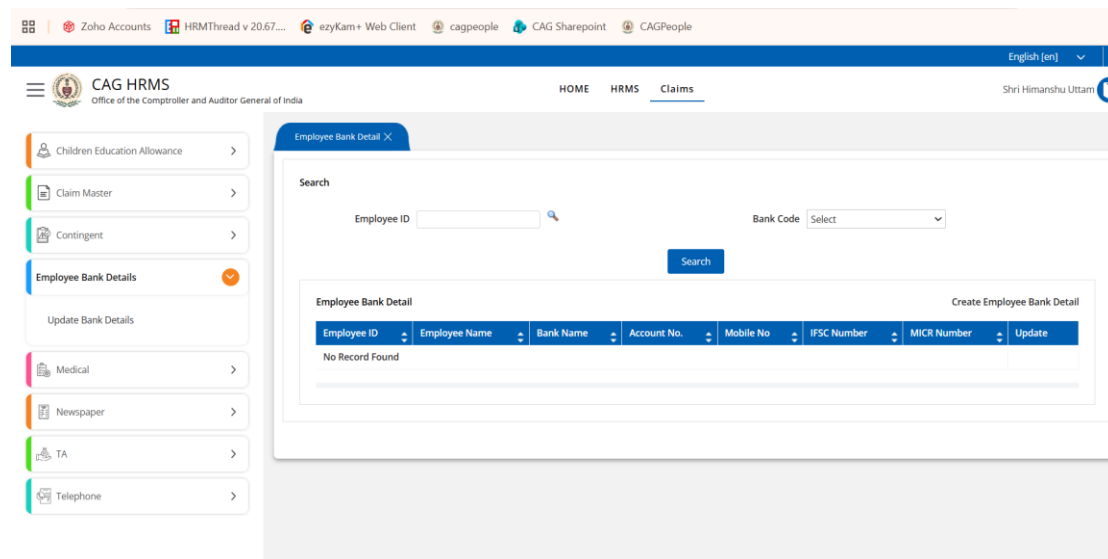 Zoho Accounts HRMThread v 20.67.... ezyKam+ Web Client cagpeople CAG Sharepoint CAGPeople
English [en]
CAG HRMS
Office of the Comptroller and Auditor General of India
HOME HRMS Claims
Shri Himanshu Uttam
Children Education Allowance
Claim Master
Contingent
Employee Bank Details
Update Bank Details
Medical
Newspaper
TA
Telephone
Employee Bank Detail
Search
Employee ID
Bank Code Select
Search
Employee Bank Detail Create Employee Bank Detail
Employee ID Employee Name Bank Name Account No. Mobile No IFSC Number MICR Number Update
No Record Found